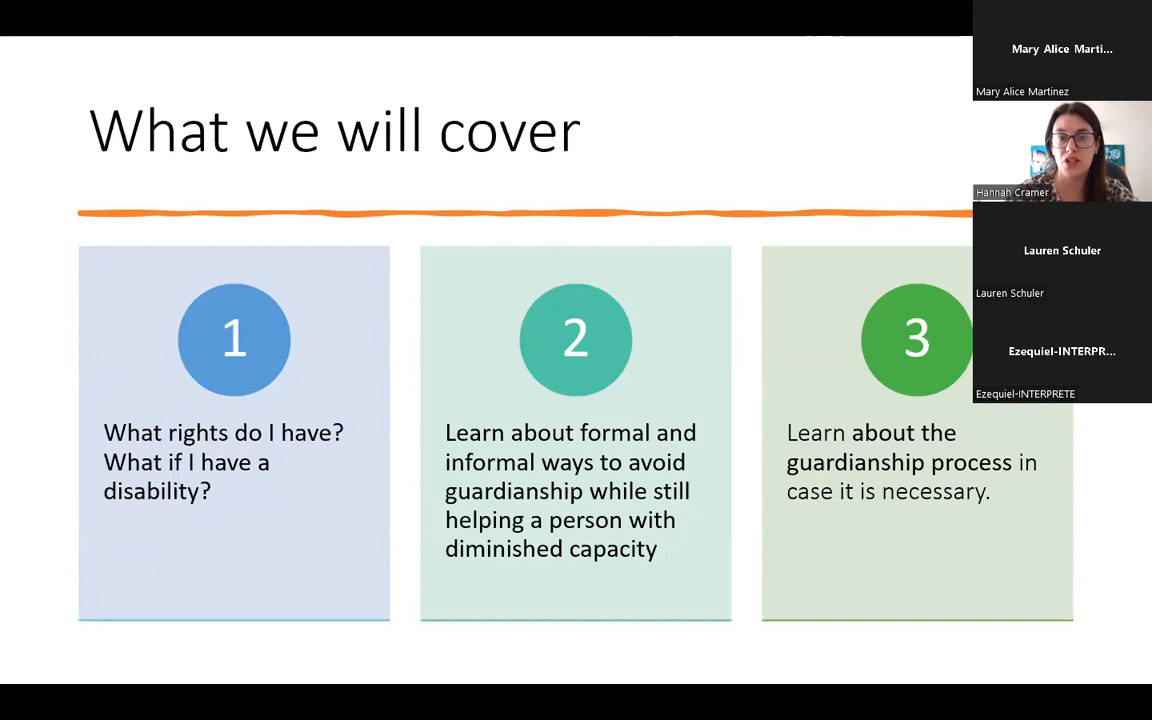 What we will cover
1
What rights do I have?
What if I have a
disability?
2
Learn about formal and
informal ways to avoid
guardianship while still
helping a person with
diminished capacity
3
Learn about the
guardianship process in
case it is necessary.
Mary Alice Marti...
Mary Alice Martinez
Hannah Cramer
Lauren Schuler
Lauren Schuler
Ezequiel-INTERPR...
Ezequiel-INTERPRETE